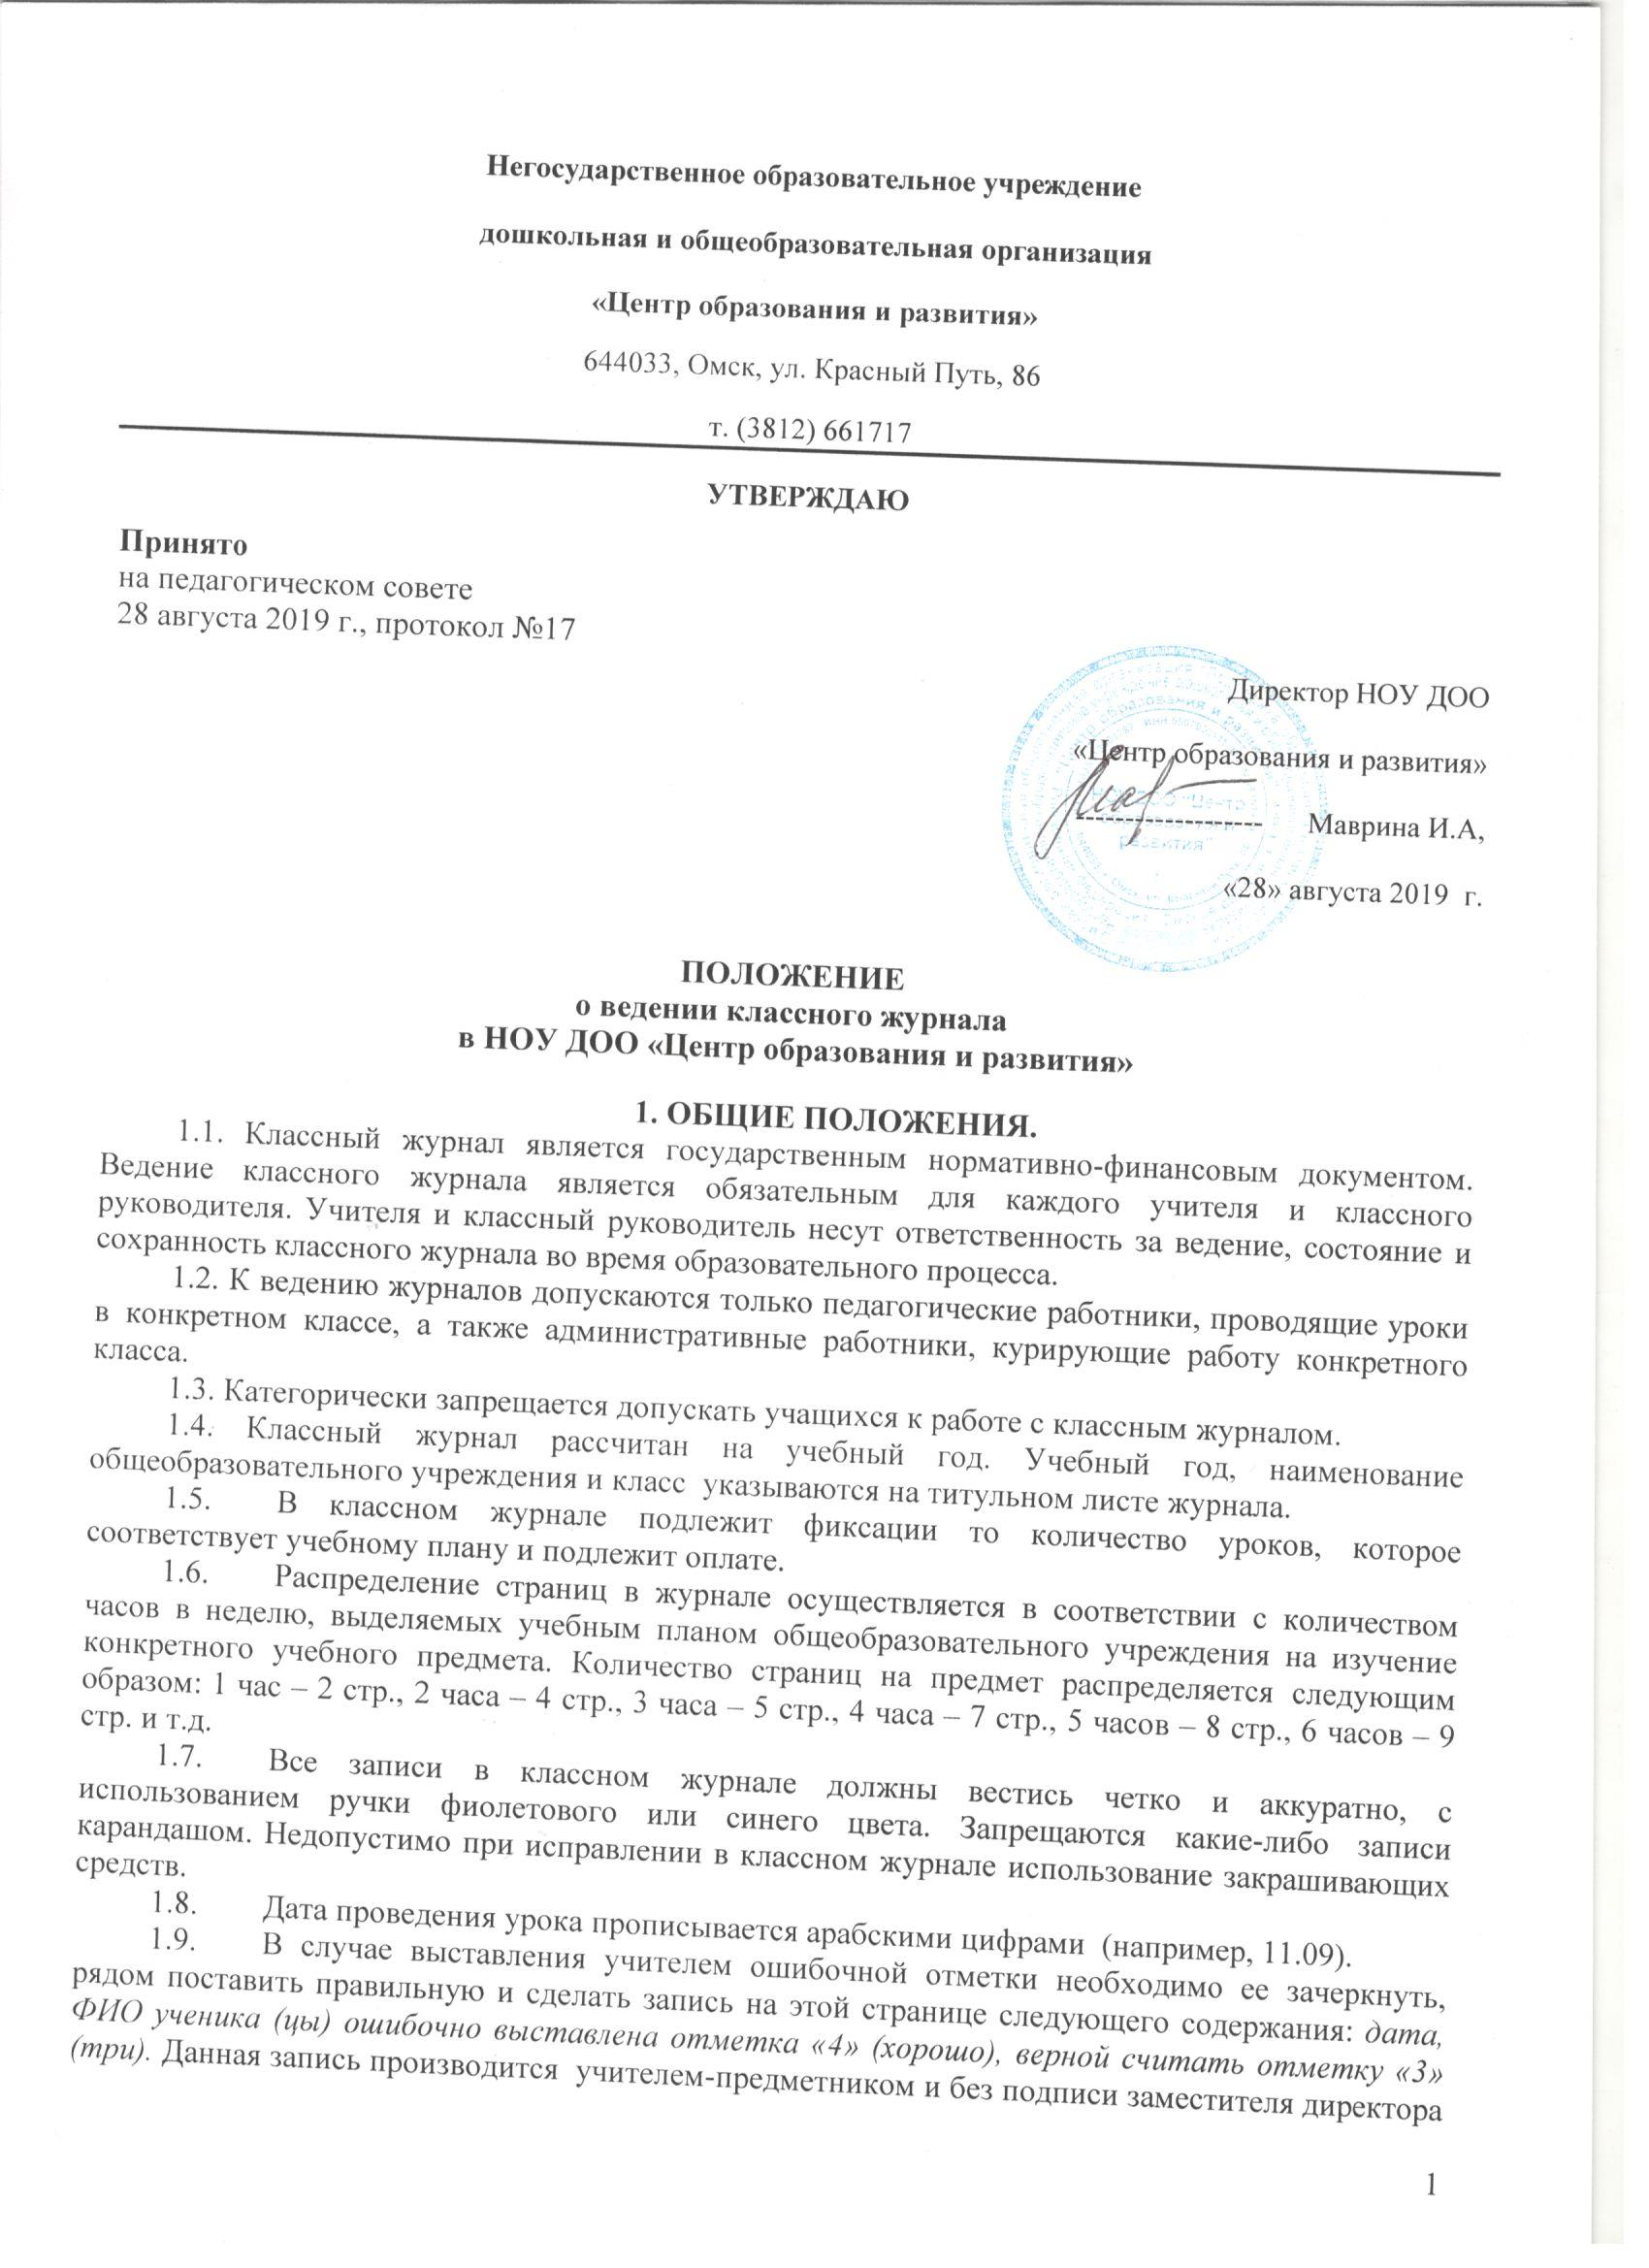 Негосударственное образовательное учреждение
дошкольная и общеобразовательная организация
«Центр образования и развития»
644033, Омск, ул. Красный Путь, 86
т. (3812) 661717
УТВЕРЖДАЮ
Принято
на педагогическом совете
28 августа 2019 г., протокол №17
Директор НОУ ДОО
«Центр образования и развития»
Маврина И.А,
«28» августа 2019 г.
ПОЛОЖЕНИЕ
о ведении классного журнала
в НОУ ДОО «Центр образования и развития»
1. ОБЩИЕ ПОЛОЖЕНИЯ.
1.1. Классный журнал является государственным нормативно-финансовым документом.
Ведение классного журнала является обязательным для каждого учителя и классного
руководителя. Учителя и классный руководитель несут ответственность за ведение, состояние и
сохранность классного журнала во время образовательного процесса.
1.2. К ведению журналов допускаются только педагогические работники, проводящие уроки
в конкретном классе, а также административные работники, курирующие работу конкретного
класса.
1.3. Категорически запрещается допускать учащихся к работе с классным журналом.
1.4. Классный журнал рассчитан на учебный год. Учебный год, наименование
общеобразовательного учреждения и класс указываются на титульном листе журнала.
1.5. В классном журнале подлежит фиксации то количество уроков, которое
соответствует учебному плану и подлежит оплате.
1.6. Распределение страниц в журнале осуществляется в соответствии с количеством
часов в неделю, выделяемых учебным планом общеобразовательного учреждения на изучение
конкретного учебного предмета. Количество страниц на предмет распределяется следующим
образом: 1 час – 2 стр., 2 часа – 4 стр., 3 часа – 5 стр., 4 часа – 7 стр., 5 часов – 8 стр., 6 часов – 9
стр. и т.д.
1.7. Все записи в классном журнале должны вестись четко и аккуратно, с
использованием ручки фиолетового или синего цвета. Запрещаются какие-либо записи
карандашом. Недопустимо при исправлении в классном журнале использование закрашивающих
средств.
1.8. Дата проведения урока прописывается арабскими цифрами (например, 11.09).
1.9. В случае выставления учителем ошибочной отметки необходимо ее зачеркнуть,
рядом поставить правильную и сделать запись на этой странице следующего содержания: дата,
ФИО ученика (цы) ошибочно выставлена отметка «4» (хорошо), верной считать отметку «3»
(три). Данная запись производится учителем-предметником и без подписи заместителя директора
1